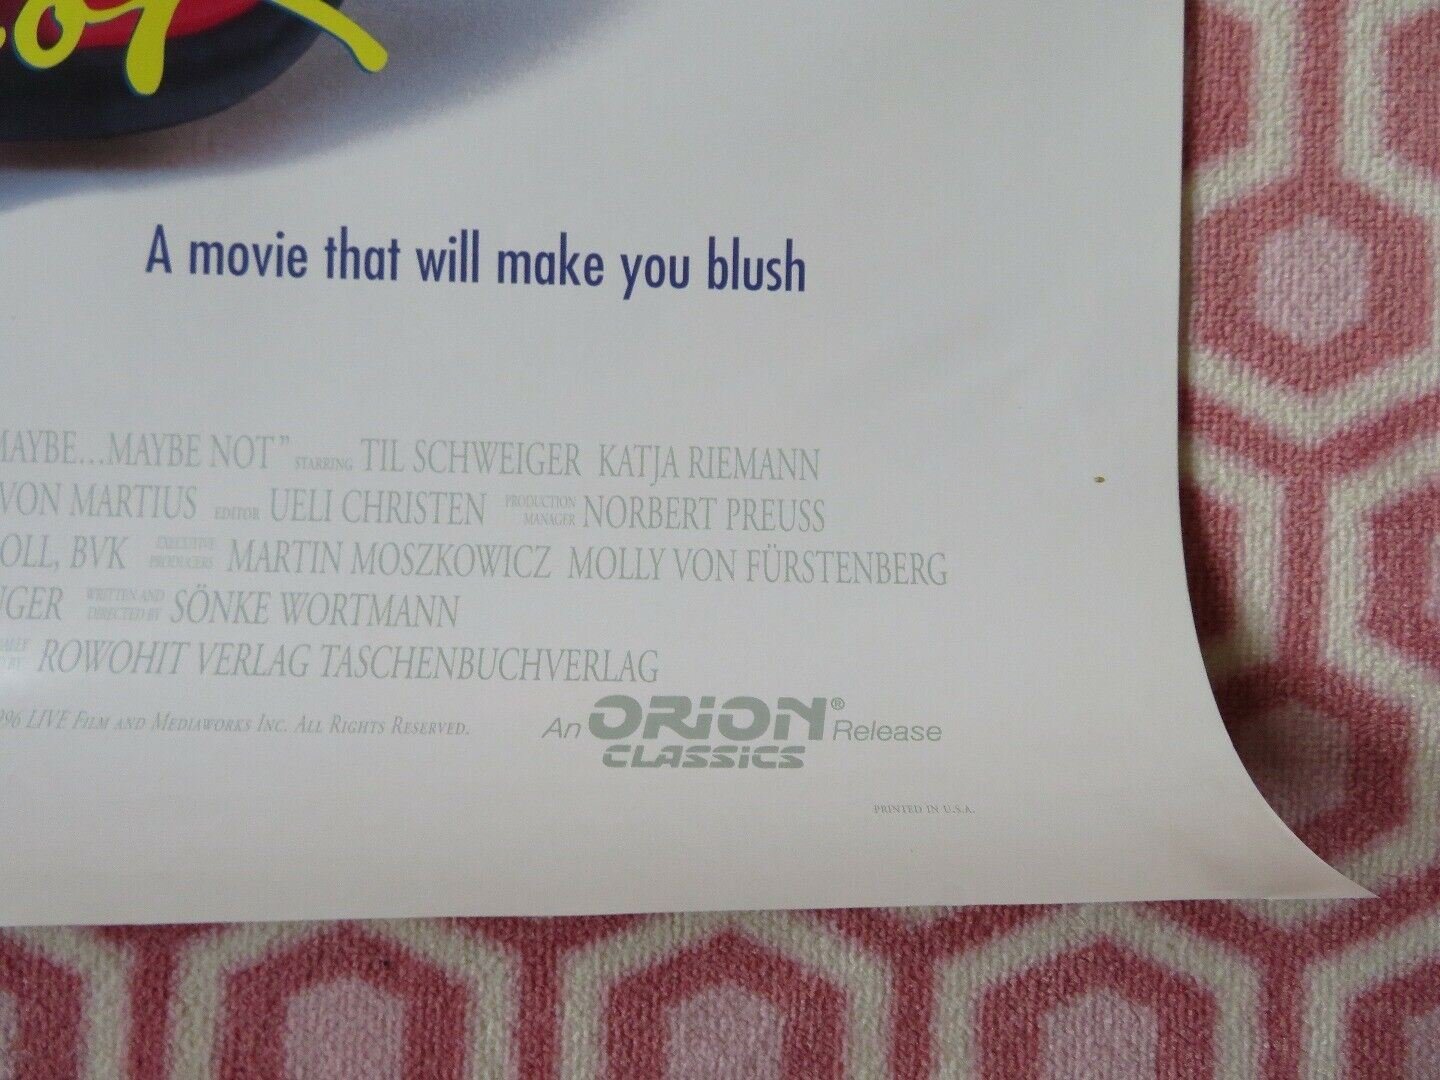 A movie that will make you blush
MAYBE...MAYBE NOT" STARRING TIL SCHWEIGER KATJA RIEMANN
VON MARTIUS EDITOR UELI CHRISTEN PRODUCTION MANAGER NORBERT PREUSS
OLL, BVK EXECUTIVE PRODUCERS MARTIN MOSZKOWICZ MOLLY VON FÜRSTENBERG
GER WRITTEN AND DIRECTED BY SÖNKE WORTMANN
BY ROWOHIT VERLAG TASCHENBUCHVERLAG
96 LIVE FILM AND MEDIAWORKS INC. ALL RIGHTS RESERVED.
An ORION® Release
CLASSICS
PRINTED IN U.S.A.